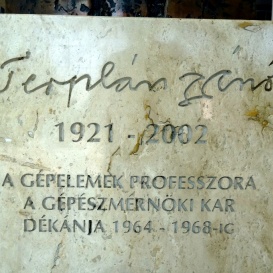 Terplán Zénó
1921 - 2002
A GÉPELEMEK PROFESSZORA
A GÉPÉSZMÉRNÖKI KAR
DÉKÁNJA 1964 - 1968-IG